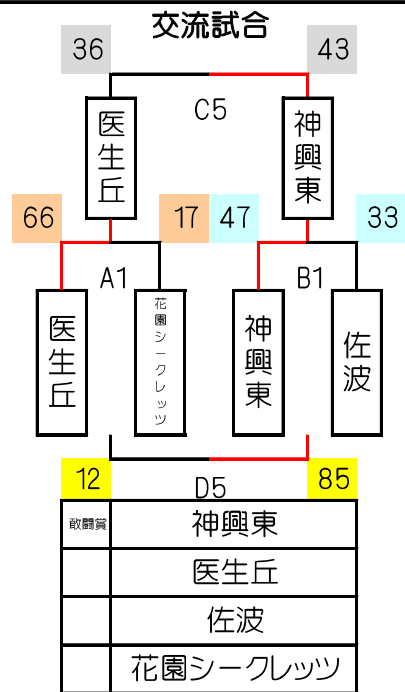 交流試合
36 43
C5
医生丘 神興東
66 17 47 33
A1 B1
医生丘 花園シークレッツ 神興東 佐波
12 85
D5
敢闘賞 神興東
医生丘
佐波
花園シークレッツ